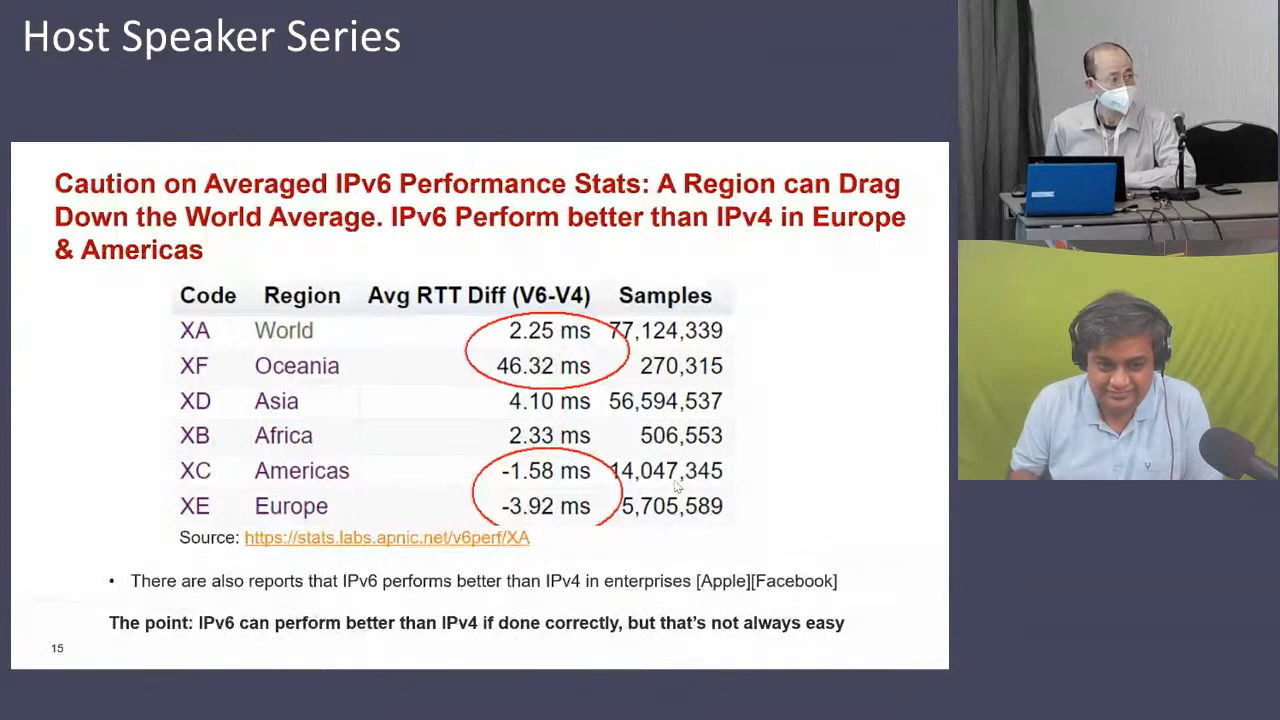 Host Speaker Series
Caution on Averaged IPv6 Performance Stats: A Region can Drag
Down the World Average. IPv6 Perform better than IPv4 in Europe
& Americas
Code Region Avg RTT Diff (V6-V4) Samples
XA World 2.25 ms 77,124,339
XF Oceania 46.32 ms 270,315
XD Asia 4.10 ms 56,594,537
XB Africa 2.33 ms 506,553
XC Americas -1.58 ms 14,047,345
XE Europe -3.92 ms 5,705,589
Source: https://stats.labs.apnic.net/v6perf/XA
• There are also reports that IPv6 performs better than IPv4 in enterprises [Apple][Facebook]
The point: IPv6 can perform better than IPv4 if done correctly, but that's not always easy
15